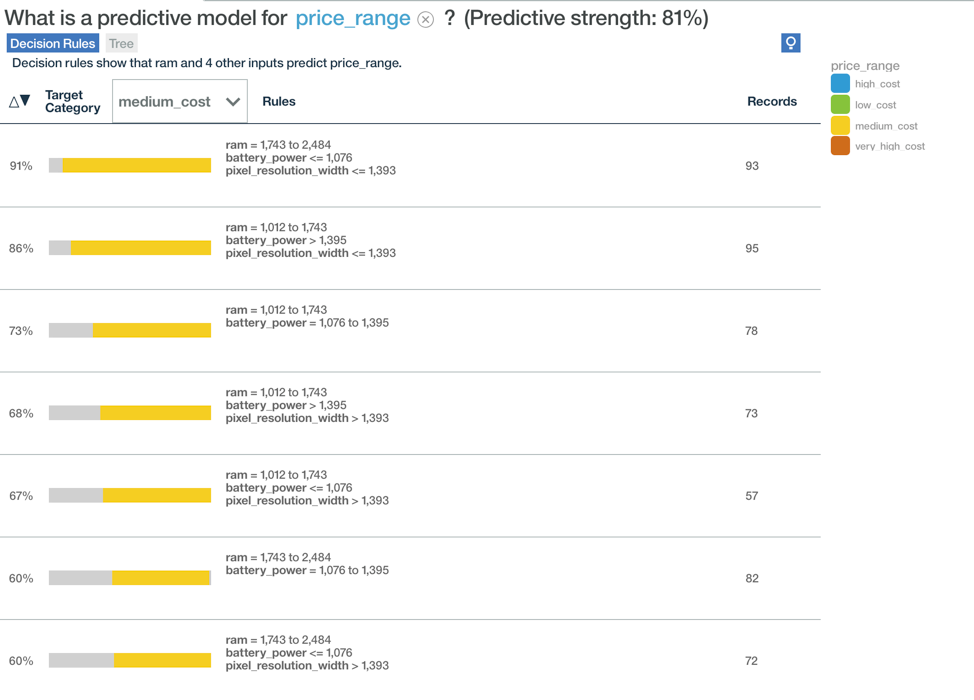 What is a predictive model for price_range ? (Predictive strength: 81%)
Decision Rules Tree
Decision rules show that ram and 4 other inputs predict price_range.
Target Category medium_cost Rules Records
91%
ram = 1,743 to 2,484
battery_power <= 1,076
pixel_resolution_width <= 1,393
93
86%
ram = 1,012 to 1,743
battery_power > 1,395
pixel_resolution_width <= 1,393
95
73%
ram = 1,012 to 1,743
battery_power = 1,076 to 1,395
78
68%
ram = 1,012 to 1,743
battery_power > 1,395
pixel_resolution_width > 1,393
73
67%
ram = 1,012 to 1,743
battery_power <= 1,076
pixel_resolution_width > 1,393
57
60%
ram = 1,743 to 2,484
battery_power = 1,076 to 1,395
82
60%
ram = 1,743 to 2,484
battery_power <= 1,076
pixel_resolution_width > 1,393
72
price_range
high_cost
low_cost
medium_cost
very_high_cost